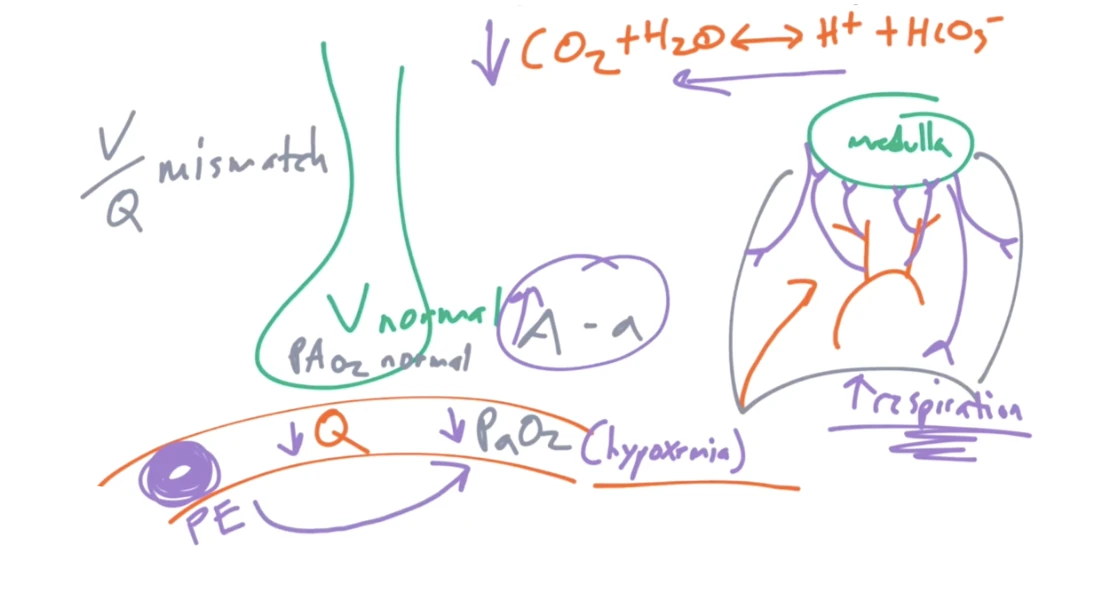 ↓ CO₂ + H₂O ↔ H⁺ + HCO₃⁻
←
medulla
V/Q mismatch
V normal
↑A - a
PAO₂ normal
↑respiration
↓ Q
↓ PaO₂ (hypoxemia)
PE